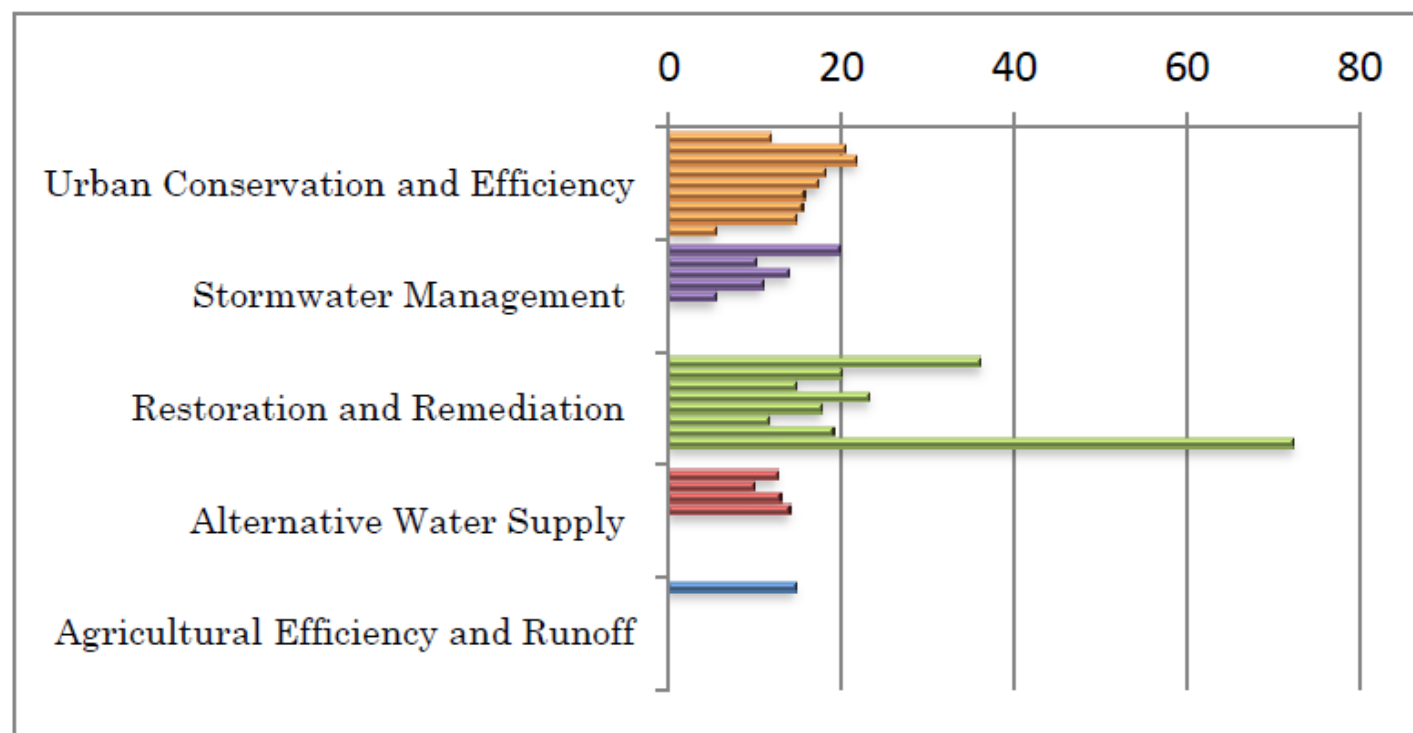 0 20 40 60 80
Urban Conservation and Efficiency
Stormwater Management
Restoration and Remediation
Alternative Water Supply
Agricultural Efficiency and Runoff